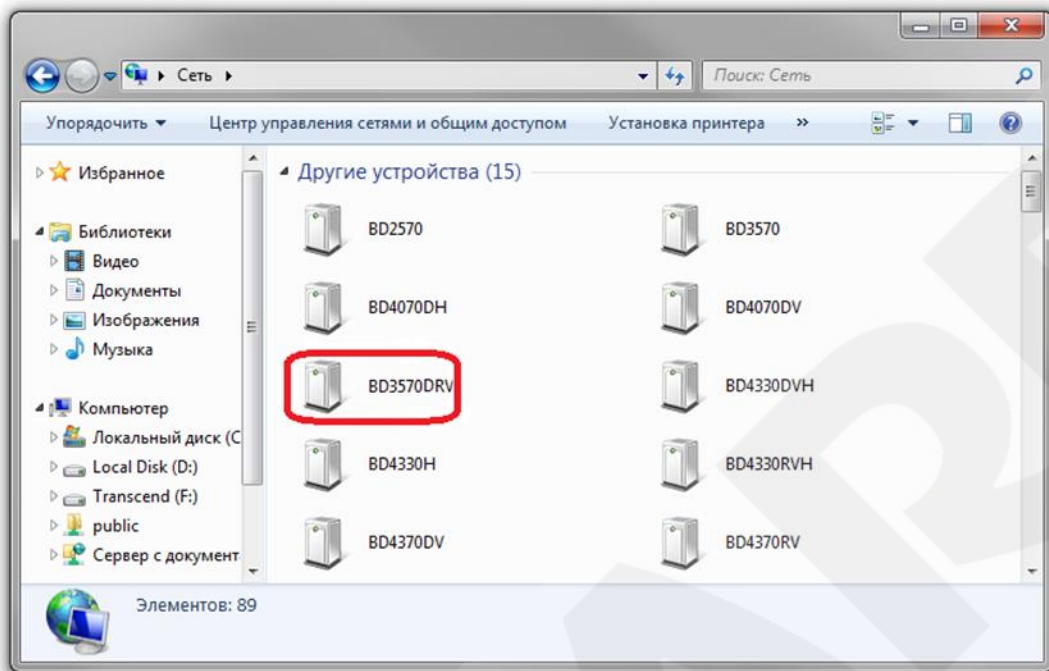 Сеть
Поиск: Сеть
Упорядочить
Центр управления сетями и общим доступом
Установка принтера
»
Избранное
Библиотеки
Видео
Документы
Изображения
Музыка
Компьютер
Локальный диск (C
Local Disk (D:)
Transcend (F:)
public
Сервер с документ
Другие устройства (15)
BD2570
BD3570
BD4070DH
BD4070DV
BD3570DRV
BD4330DVH
BD4330H
BD4330RVH
BD4370DV
BD4370RV
Элементов: 89